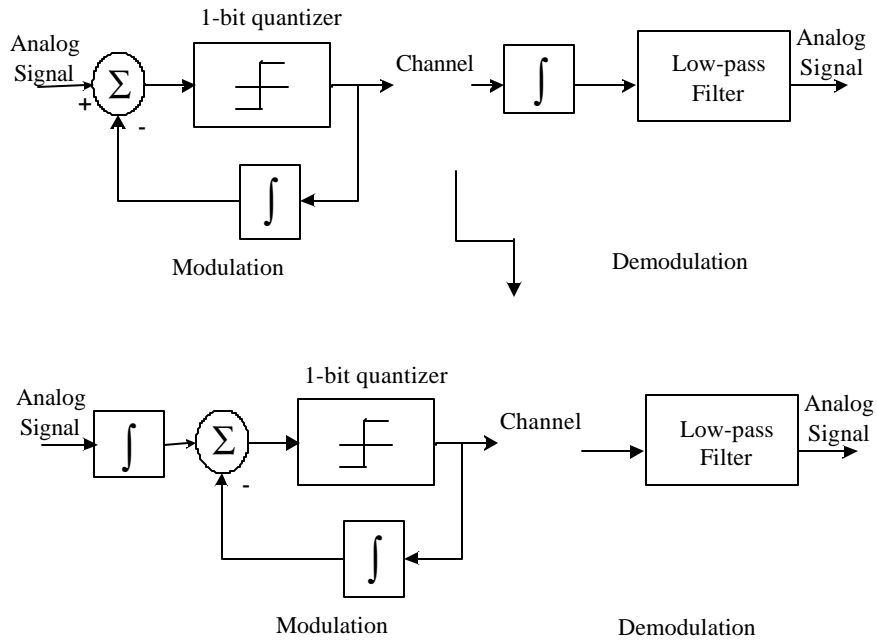 1-bit quantizer
Analog
Signal
Σ
+
-
∫
Modulation
Channel
∫
Low-pass
Filter
Analog
Signal
Demodulation
1-bit quantizer
Analog
Signal
∫
Σ
-
∫
Modulation
Channel
Low-pass
Filter
Analog
Signal
Demodulation